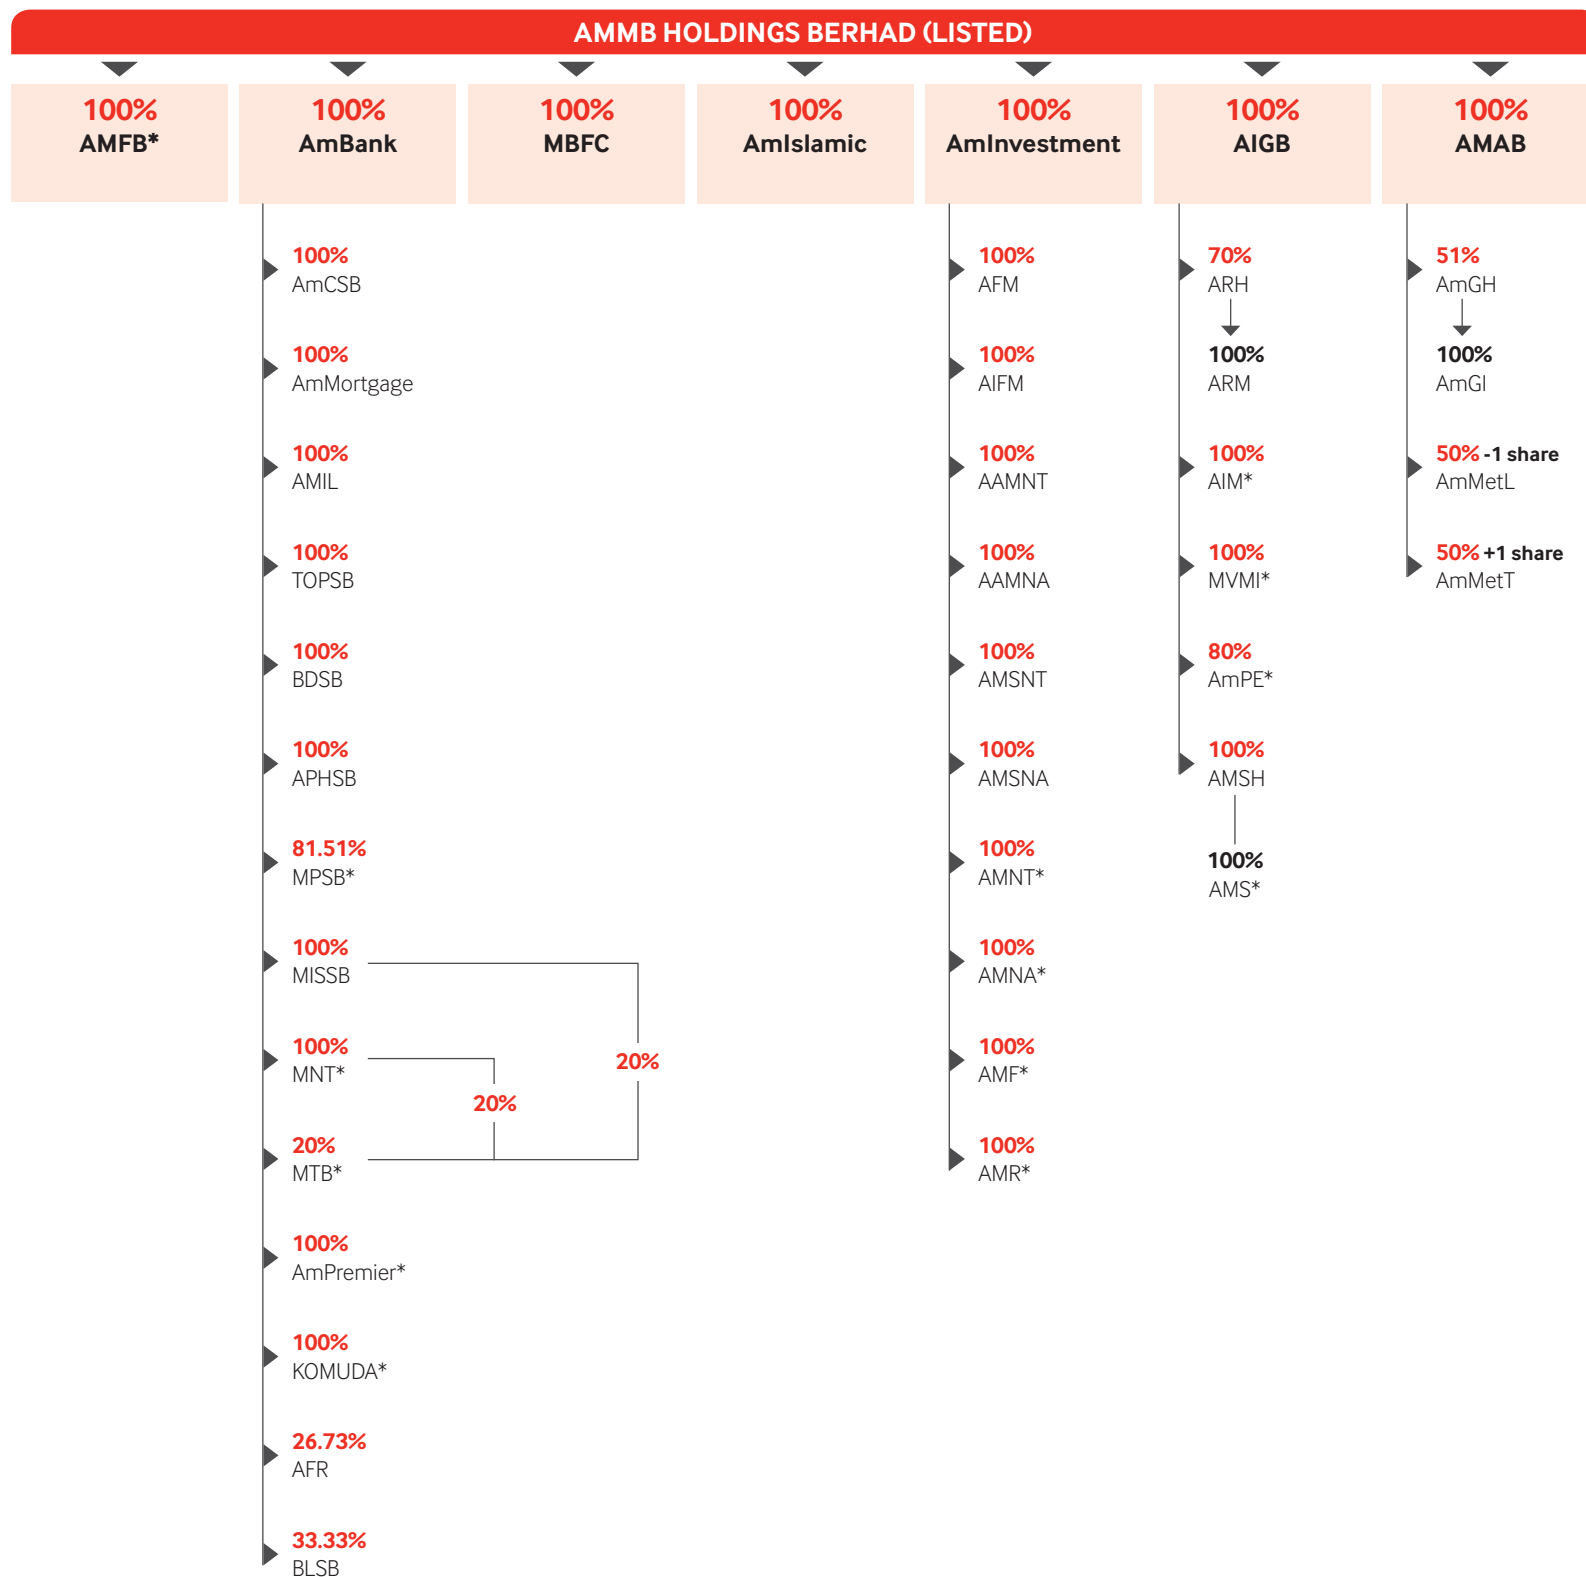 AMMB HOLDINGS BERHAD (LISTED)
100%
AMFB*
100%
AmBank
100%
MBFC
100%
AmIslamic
100%
AmInvestment
100%
AIGB
100%
AMAB
100%
AmCSB
100%
AmMortgage
100%
AMIL
100%
TOPSB
100%
BDSB
100%
APHSB
81.51%
MPSB*
100%
MISSB
100%
MNT*
20%
MTB*
20%
20%
100%
AmPremier*
100%
KOMUDA*
26.73%
AFR
33.33%
BLSB
100%
AFM
100%
AIFM
100%
AAMNT
100%
AAMNA
100%
AMSNT
100%
AMSNA
100%
AMNT*
100%
AMNA*
100%
AMF*
100%
AMR*
70%
ARH
100%
ARM
100%
AIM*
100%
MVMI*
80%
AmPE*
100%
AMSH
100%
AMS*
51%
AmGH
100%
AmGI
50% -1 share
AmMetL
50% +1 share
AmMetT